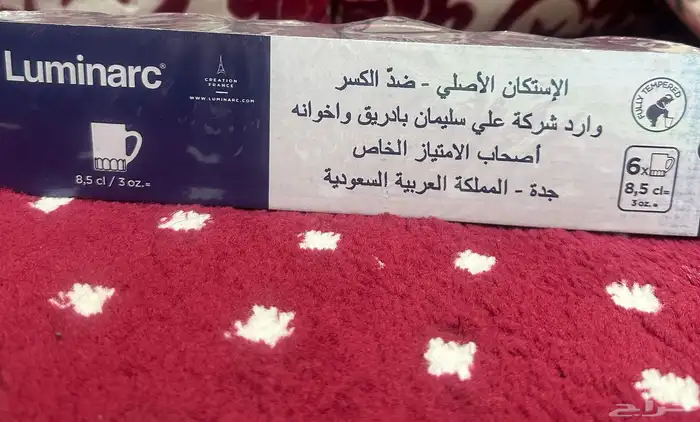 Luminarc®
CREATION
FRANCE
WWW.LUMINARC.COM
8,5 cl / 3 oz.=
الإستكان الأصلي - ضدّ الكسر
وارد شركة علي سليمان بادريق واخوانه
أصحاب الامتياز الخاص
جدة - المملكة العربية السعودية
FULLY TEMPERED
6x
8,5 cl=
3 oz.=
حراج